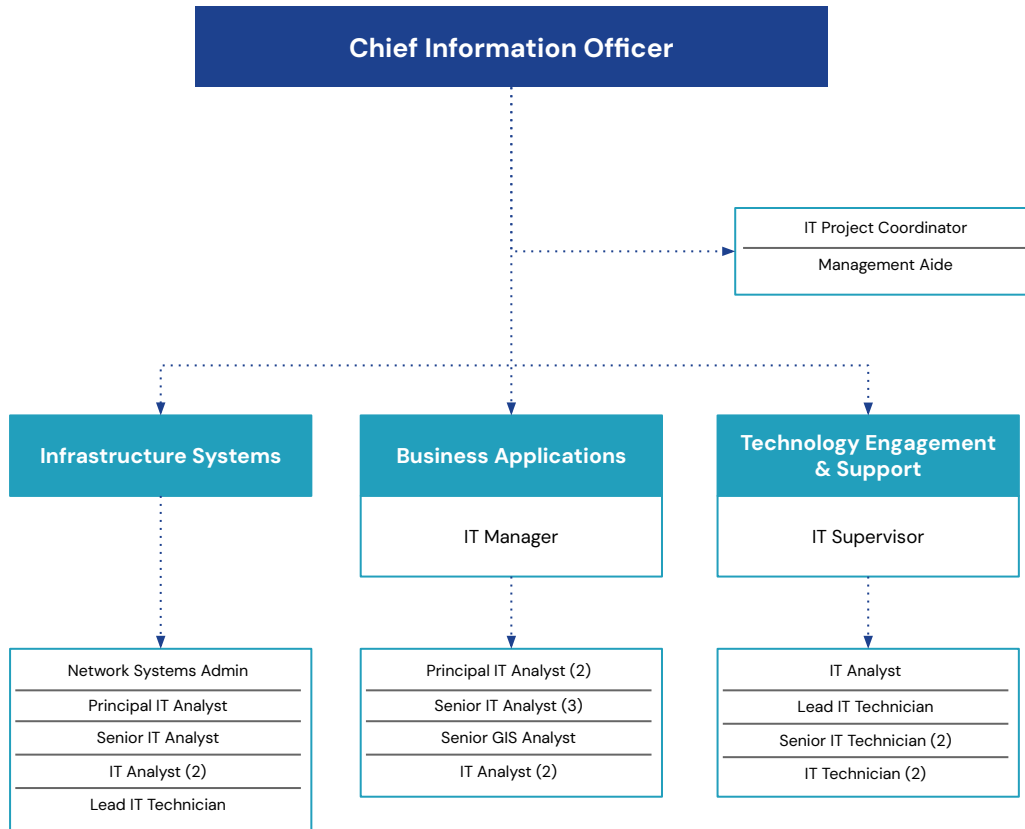 Chief Information Officer
IT Project Coordinator
Management Aide
Infrastructure Systems
Network Systems Admin
Principal IT Analyst
Senior IT Analyst
IT Analyst (2)
Lead IT Technician
Business Applications
IT Manager
Principal IT Analyst (2)
Senior IT Analyst (3)
Senior GIS Analyst
IT Analyst (2)
Technology Engagement
& Support
IT Supervisor
IT Analyst
Lead IT Technician
Senior IT Technician (2)
IT Technician (2)